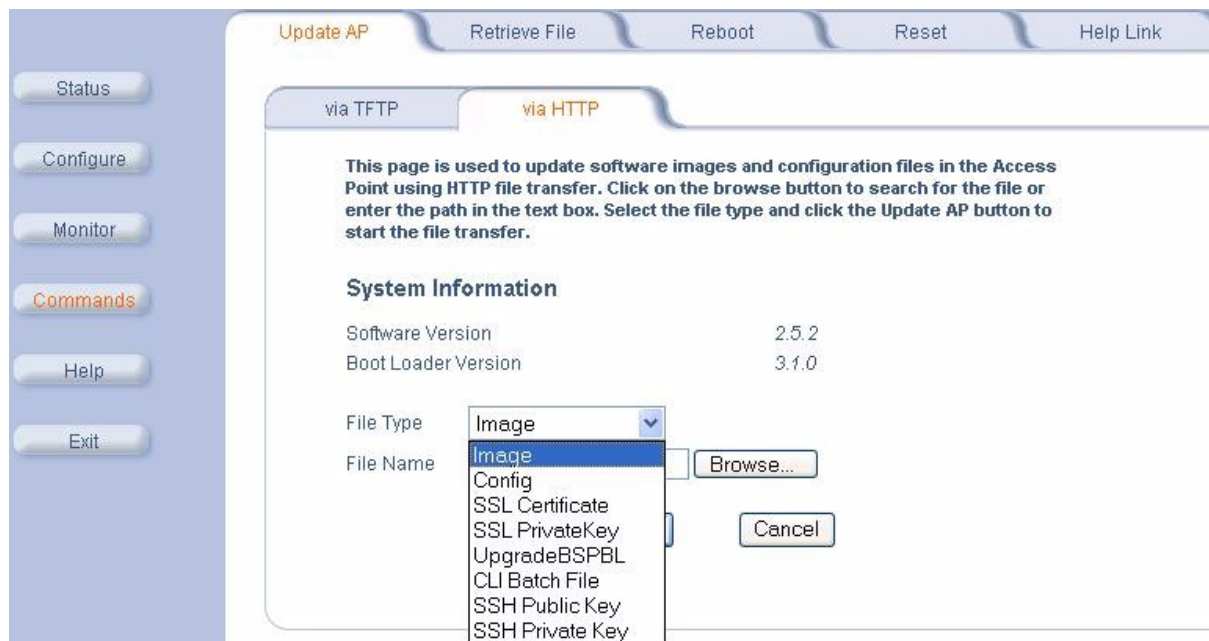 Update AP
Retrieve File
Reboot
Reset
Help Link
Status
Configure
Monitor
Commands
Help
Exit
via TFTP
via HTTP
This page is used to update software images and configuration files in the Access
Point using HTTP file transfer. Click on the browse button to search for the file or
enter the path in the text box. Select the file type and click the Update AP button to
start the file transfer.
System Information
Software Version 2.5.2
Boot Loader Version 3.1.0
File Type Image
File Name Browse...
Image
Config
SSL Certificate
SSL PrivateKey
UpgradeBSPBL
CLI Batch File
SSH Public Key
SSH Private Key
Cancel